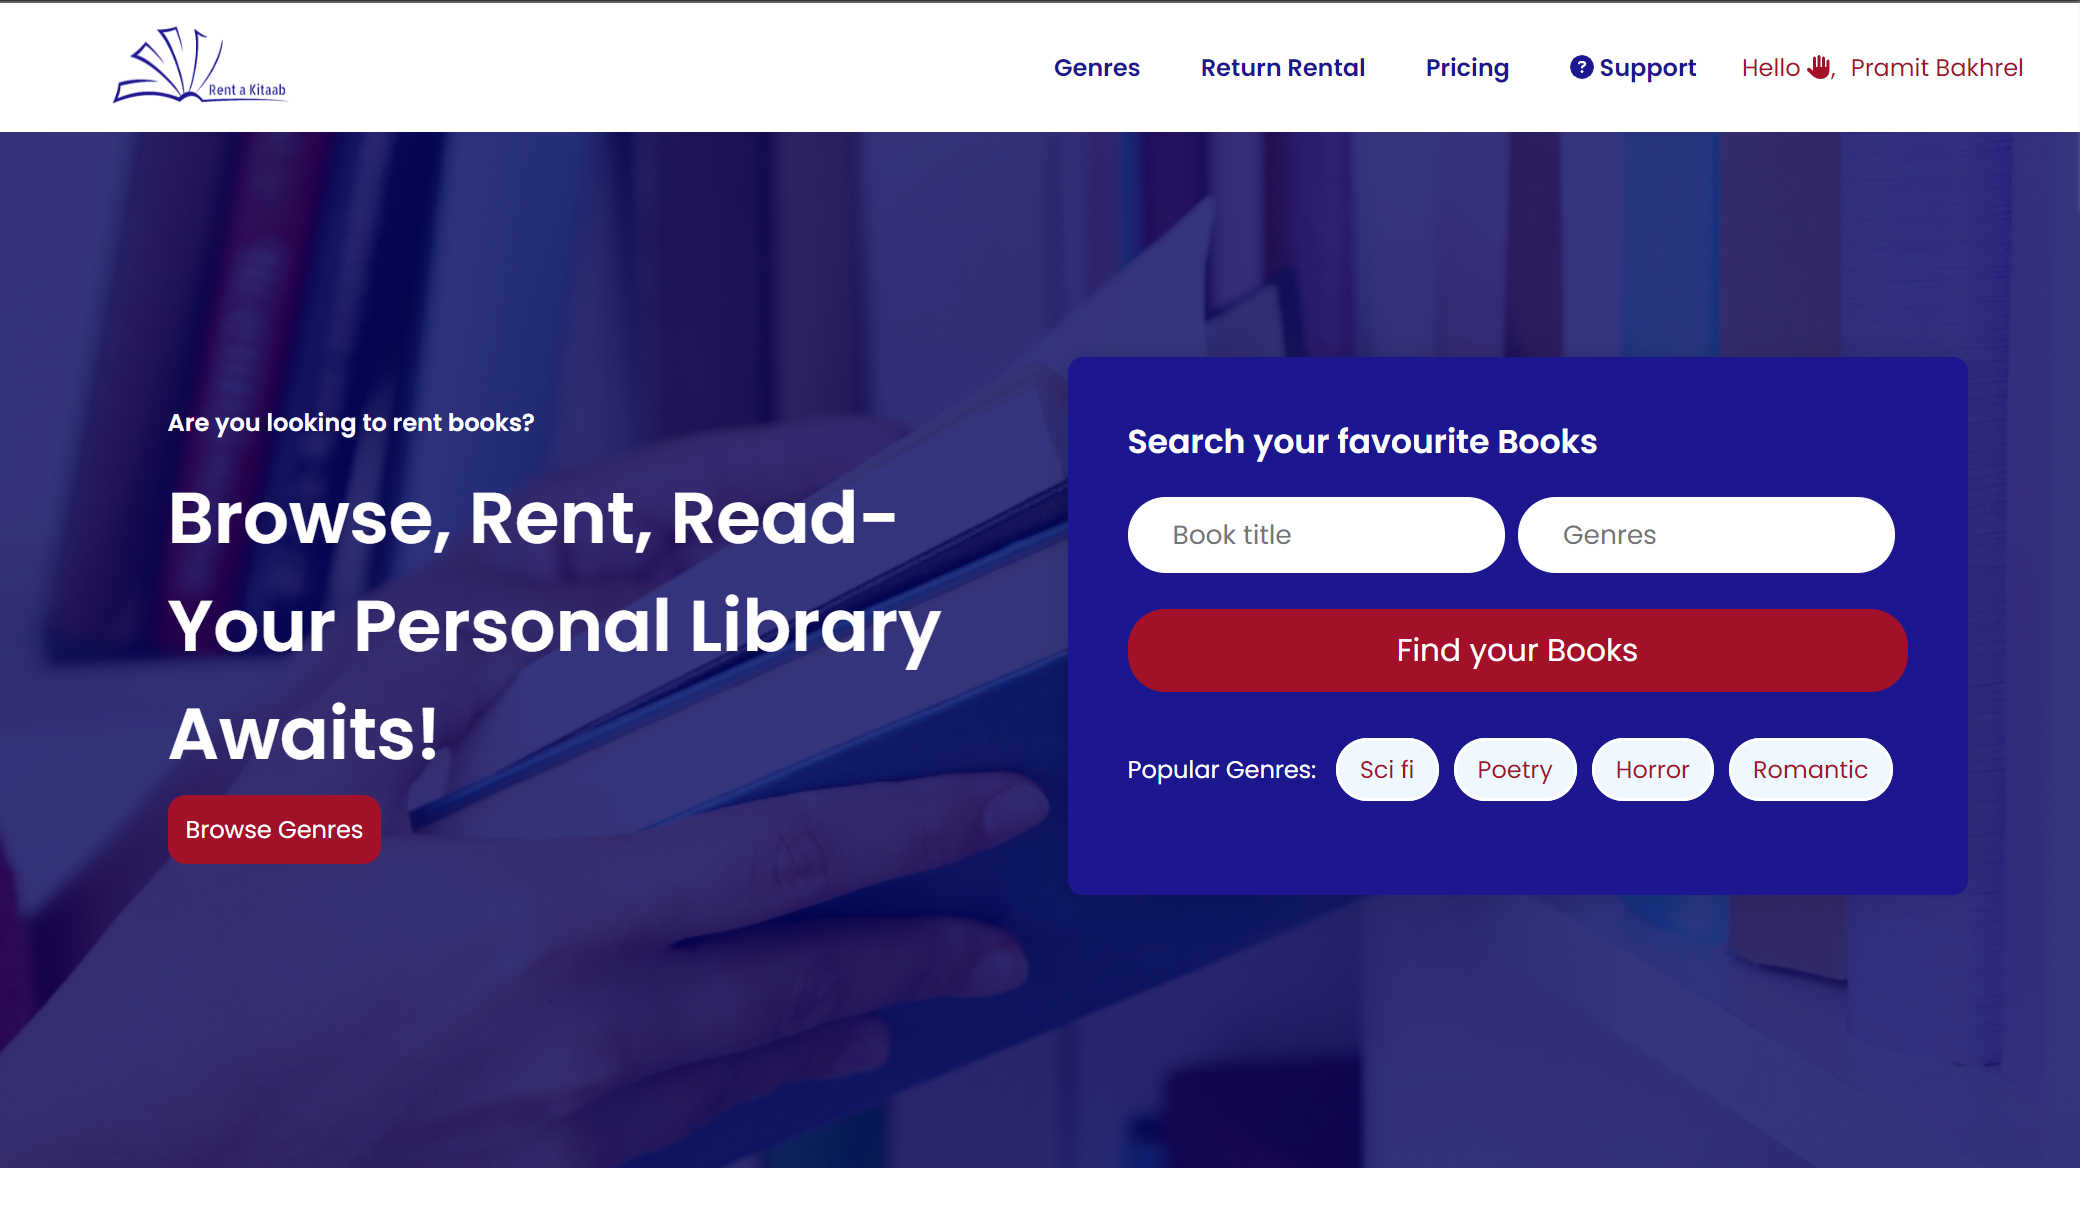 Rent a Kitaab
Genres
Return Rental
Pricing
Support
Hello , Pramit Bakhrel
Are you looking to rent books?
Browse, Rent, Read-
Your Personal Library
Awaits!
Browse Genres
Search your favourite Books
Book title
Genres
Find your Books
Popular Genres:
Sci fi
Poetry
Horror
Romantic